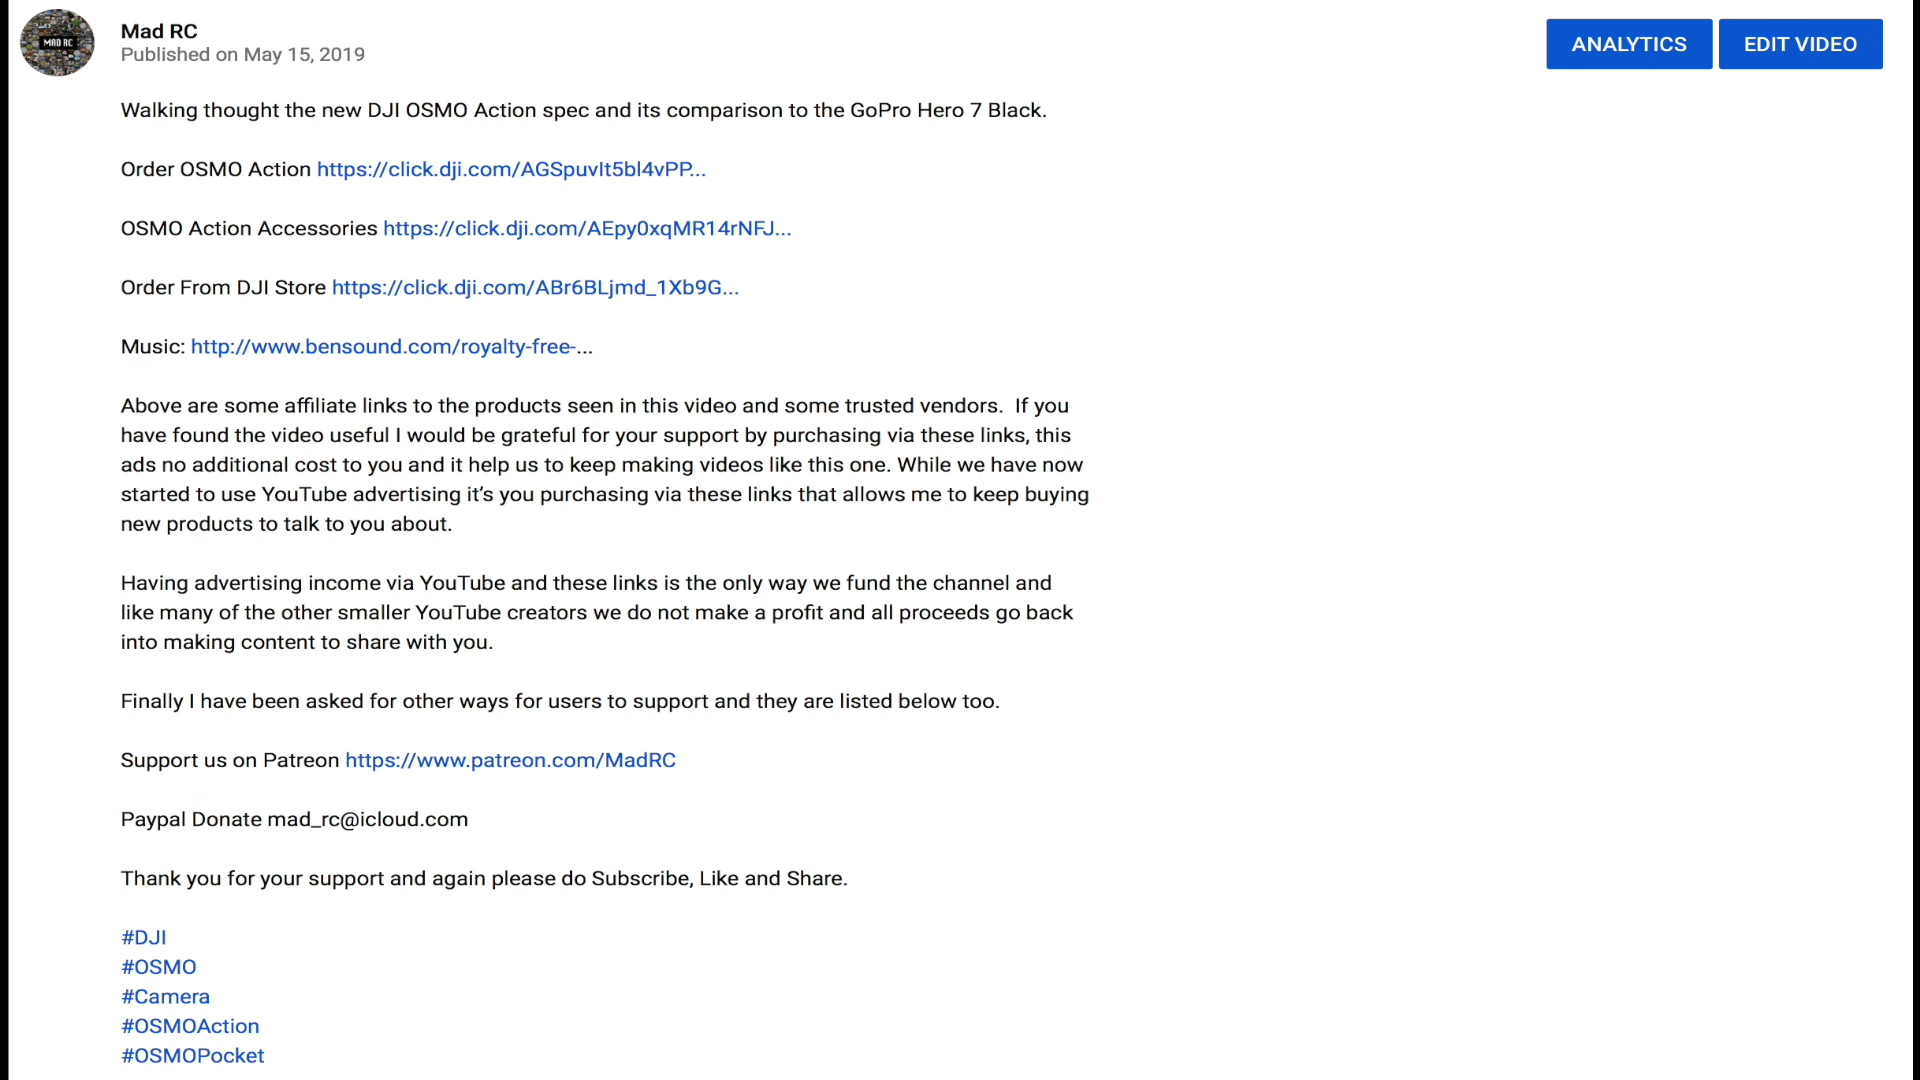 MAD RC
Mad RC
Published on May 15, 2019
ANALYTICS
EDIT VIDEO
Walking thought the new DJI OSMO Action spec and its comparison to the GoPro Hero 7 Black.
Order OSMO Action https://click.dji.com/AGSpuvIt5bl4vPP...
OSMO Action Accessories https://click.dji.com/AEpy0xqMR14rNFJ...
Order From DJI Store https://click.dji.com/ABr6BLjmd_1Xb9G...
Music: http://www.bensound.com/royalty-free-...
Above are some affiliate links to the products seen in this video and some trusted vendors.  If you
have found the video useful I would be grateful for your support by purchasing via these links, this
ads no additional cost to you and it help us to keep making videos like this one. While we have now
started to use YouTube advertising it’s you purchasing via these links that allows me to keep buying
new products to talk to you about.
Having advertising income via YouTube and these links is the only way we fund the channel and
like many of the other smaller YouTube creators we do not make a profit and all proceeds go back
into making content to share with you.
Finally I have been asked for other ways for users to support and they are listed below too.
Support us on Patreon https://www.patreon.com/MadRC
Paypal Donate mad_rc@icloud.com
Thank you for your support and again please do Subscribe, Like and Share.
#DJI
#OSMO
#Camera
#OSMOAction
#OSMOPocket